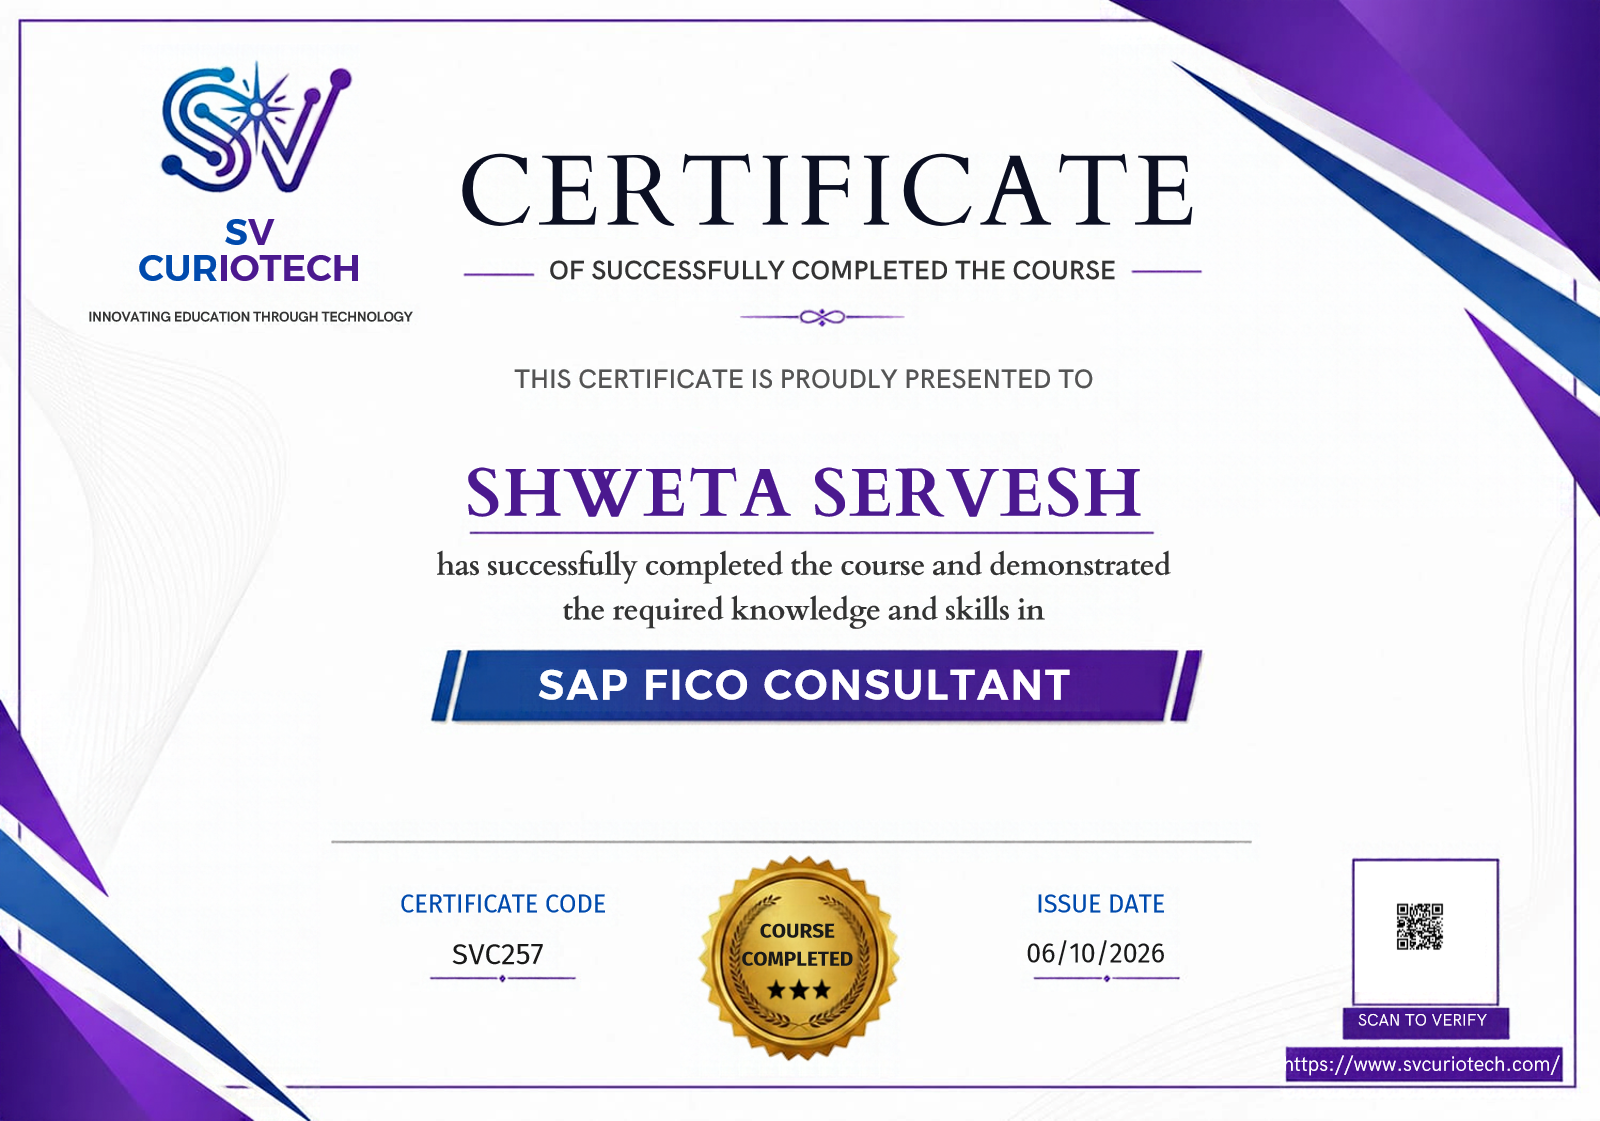 SV
SV
CURIOTECH
INNOVATING EDUCATION THROUGH TECHNOLOGY
CERTIFICATE
OF SUCCESSFULLY COMPLETED THE COURSE
THIS CERTIFICATE IS PROUDLY PRESENTED TO
SHWETA SERVESH
has successfully completed the course and demonstrated
the required knowledge and skills in
SAP FICO CONSULTANT
CERTIFICATE CODE
SVC257
COURSE
COMPLETED
ISSUE DATE
06/10/2026
SCAN TO VERIFY
https://www.svcuriotech.com/